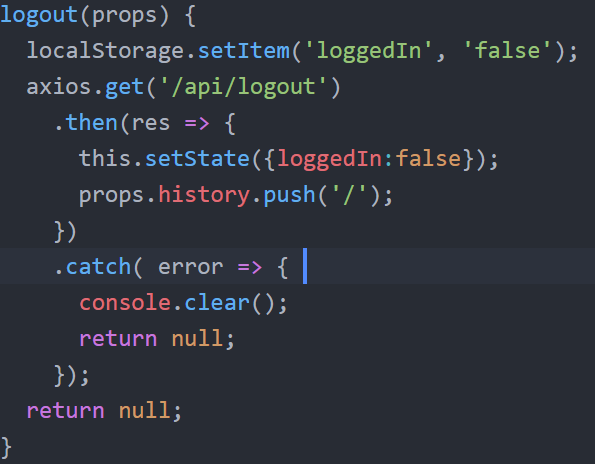 logout(props) {
  localStorage.setItem('loggedIn', 'false');
  axios.get('/api/logout')
    .then(res => {
      this.setState({loggedIn:false});
      props.history.push('/');
    })
    .catch( error => {
      console.clear();
      return null;
    });
  return null;
}